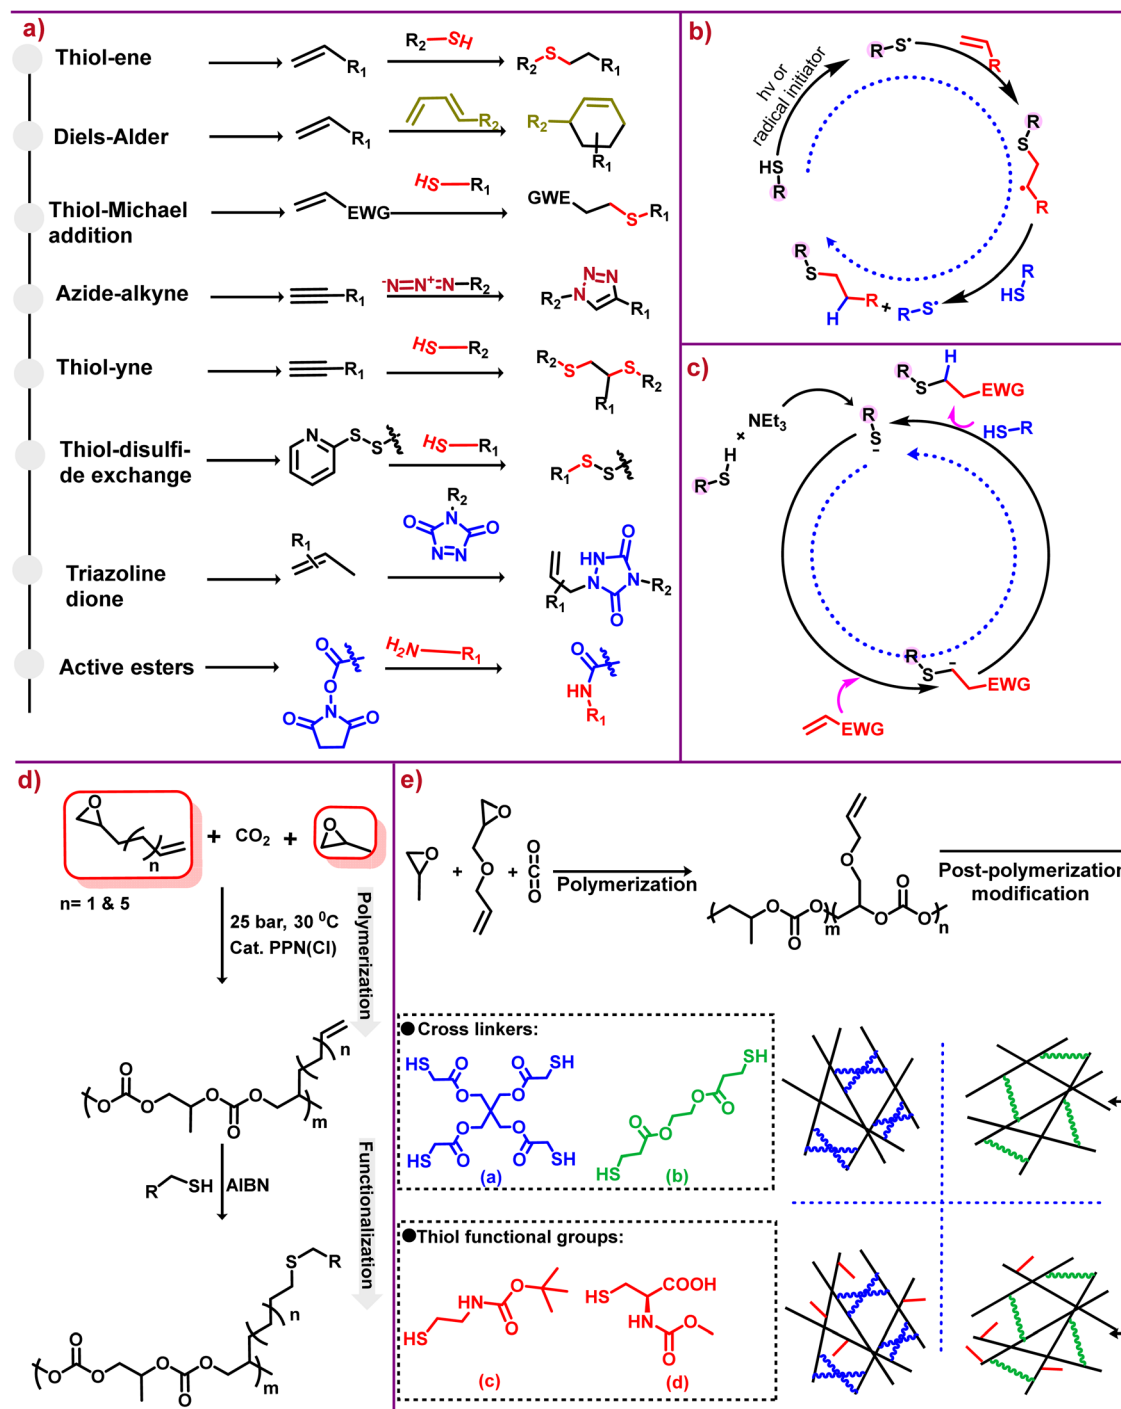 a)
Thiol-ene
R1
R2 SH
R2 S R1
Diels-Alder
R1
R2
R2
R1
Thiol-Michael
addition
EWG
HS R1
GWE
S R1
Azide-alkyne
R1
-N=N+=N-R2
N=N
R2 N
R1
Thiol-yne
R1
HS R2
R2 S
S R2
R1
Thiol-disulfi-
de exchange
N
S S
HS R1
R1 S S
Triazoline
dione
R1
R2
O N O
N=N
R1
O
HN
N
N-R2
O
Active esters
O
O
N
O O
H2N R1
O
HN
R1
b)
hv or
radical initiator
HS
R
R-S•
R
R
S
•
R
R
HS
R-S•
+
R
S
R
H
c)
R
S
H
+
NEt3
R
S
-
R
S
H
EWG
HS-R
R
S
-
EWG
EWG
d)
O
n
+ CO2 +
O
n= 1 & 5
25 bar, 30 0C
Cat. PPN(Cl)
Polymerization
O
O
O
O
O
O
n
m
R SH
AIBN
Functionalization
S R
n
O
O
O
O
O
O
m
e)
O
+
O
O
+
O=C=O
Polymerization
O
O
O
O
m
O
O
O
n
Post-polymerization
modification
Cross linkers:
HS
O
O
SH
O
O
HS
O
O
SH
O
O
(a)
SH
O
O
O
O
HS
(b)
Thiol functional groups:
HS
HN
O
O
(c)
HS
COOH
HN
O
O
(d)